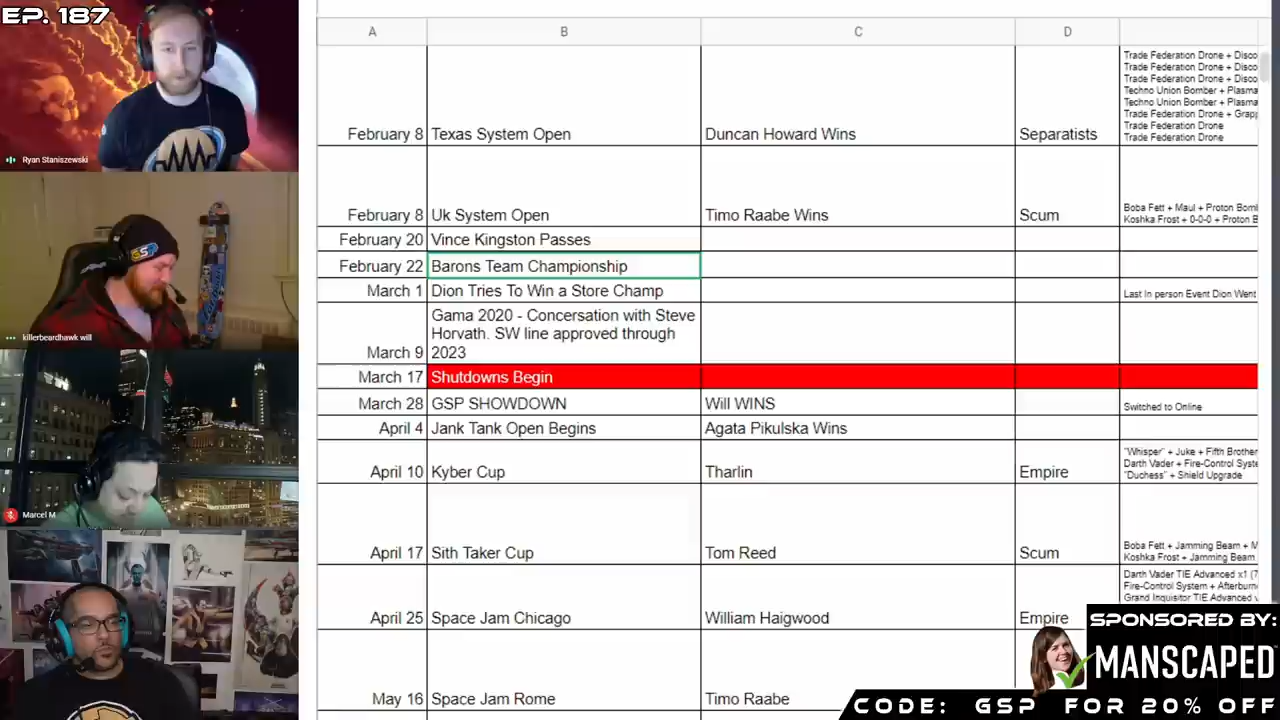 EP. 187
Ryan Staniszewski
killerbeardhawk will
Marcel M
A B C D
Trade Federation Drone + Disco
Trade Federation Drone + Disco
Trade Federation Drone + Disco
Techno Union Bomber + Plasma
Techno Union Bomber + Plasma
Trade Federation Drone + Grapp
Trade Federation Drone
Trade Federation Drone
February 8 Texas System Open Duncan Howard Wins Separatists
Boba Fett + Maul + Proton Bomb
Koshka Frost + 0-0-0 + Proton B
February 8 Uk System Open Timo Raabe Wins Scum
February 20 Vince Kingston Passes
February 22 Barons Team Championship
March 1 Dion Tries To Win a Store Champ
Last In person Event Dion Went
Gama 2020 - Concersation with Steve
Horvath. SW line approved through
March 9 2023
March 17 Shutdowns Begin
March 28 GSP SHOWDOWN Will WINS
Switched to Online
April 4 Jank Tank Open Begins Agata Pikulska Wins
"Whisper" + Juke + Fifth Brother
Darth Vader + Fire-Control Syste
"Duchess" + Shield Upgrade
April 10 Kyber Cup Tharlin Empire
Boba Fett + Jamming Beam + M
Koshka Frost + Jamming Beam
April 17 Sith Taker Cup Tom Reed Scum
Darth Vader TIE Advanced x1 (7
Fire-Control System + Afterburn
Grand Inquisitor TIE Advanced v
April 25 Space Jam Chicago William Haigwood Empire
May 16 Space Jam Rome Timo Raabe
SPONSORED BY:
MANSCAPED
CODE: GSP FOR 20% OFF